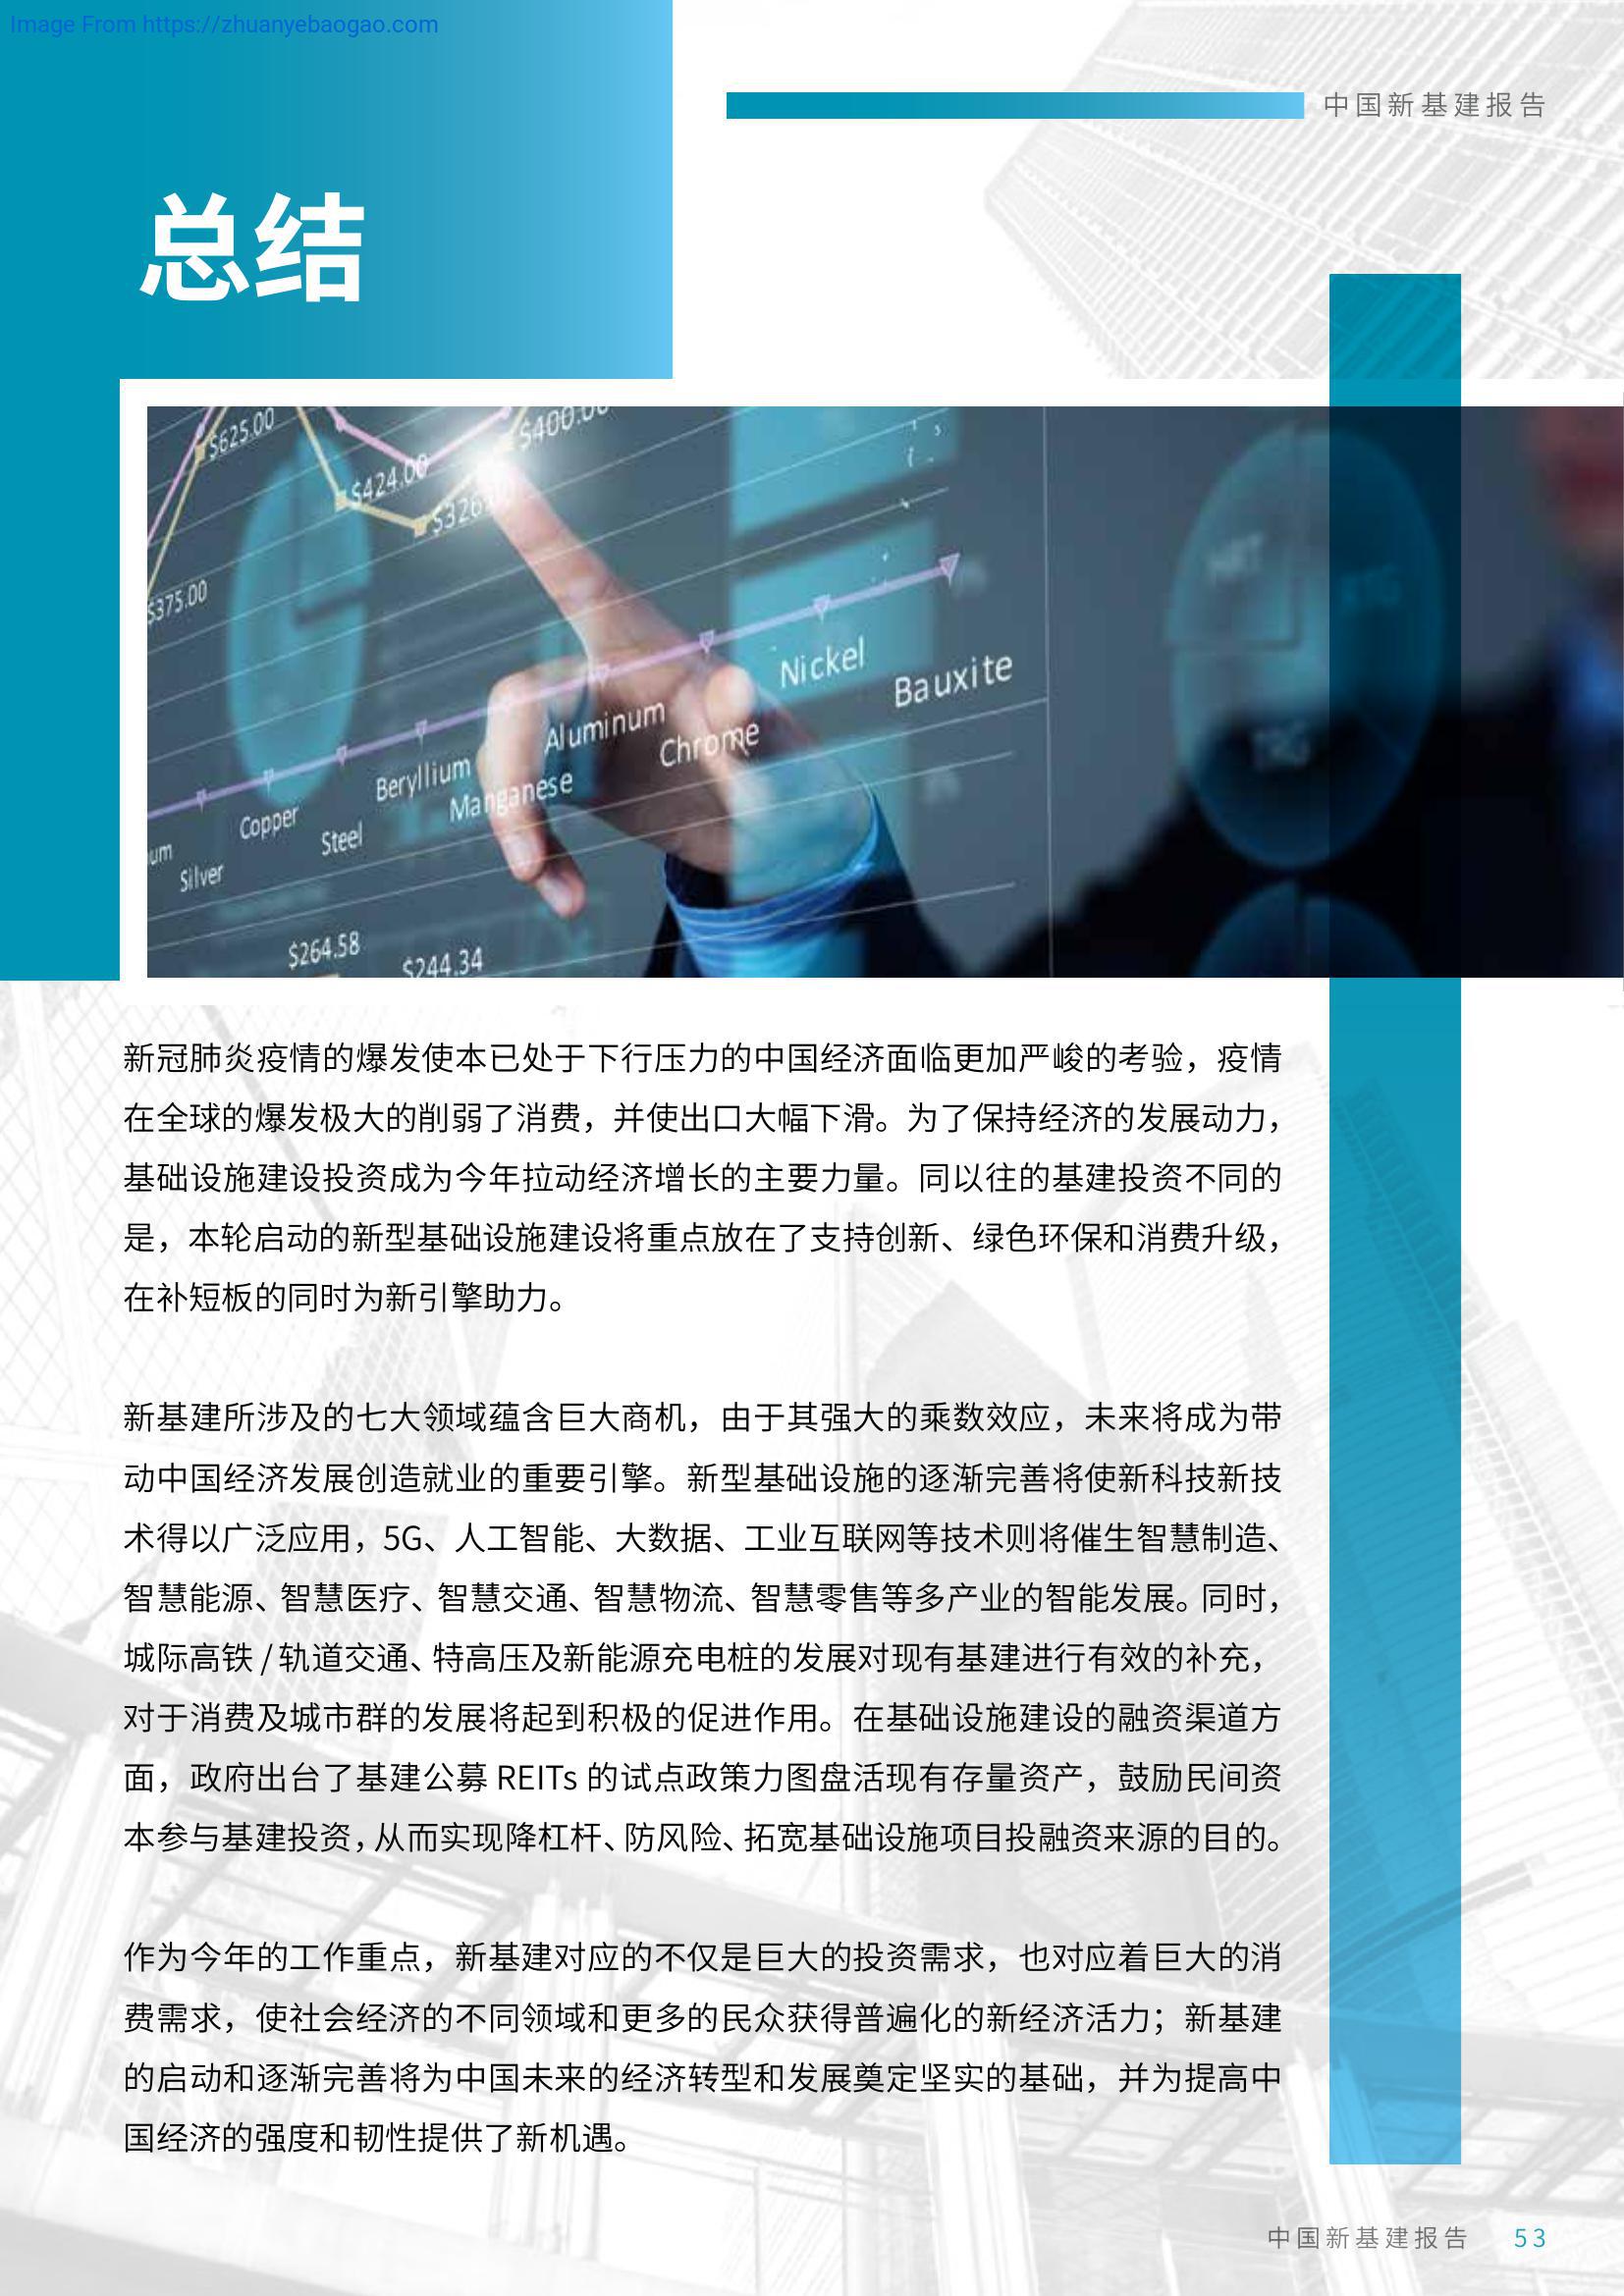 Image From https://zhuanyebaogao.com
中国新基建报告
总结
$625.00
$400.00
$424.00
$326
$375.00
Nickel
Bauxite
Aluminum
Chrome
Beryllium
Manganese
Copper
Steel
um
Silver
$264.58
$244.34
HRT
TRG
新冠肺炎疫情的爆发使本已处于下行压力的中国经济面临更加严峻的考验，疫情
在全球的爆发极大的削弱了消费，并使出口大幅下滑。为了保持经济的发展动力，
基础设施建设投资成为今年拉动经济增长的主要力量。同以往的基建投资不同的
是，本轮启动的新型基础设施建设将重点放在了支持创新、绿色环保和消费升级，
在补短板的同时为新引擎助力。
新基建所涉及的七大领域蕴含巨大商机，由于其强大的乘数效应，未来将成为带
动中国经济发展创造就业的重要引擎。新型基础设施的逐渐完善将使新科技新技
术得以广泛应用，5G、人工智能、大数据、工业互联网等技术则将催生智慧制造、
智慧能源、智慧医疗、智慧交通、智慧物流、智慧零售等多产业的智能发展。同时，
城际高铁 / 轨道交通、特高压及新能源充电桩的发展对现有基建进行有效的补充，
对于消费及城市群的发展将起到积极的促进作用。在基础设施建设的融资渠道方
面，政府出台了基建公募 REITs 的试点政策力图盘活现有存量资产，鼓励民间资
本参与基建投资，从而实现降杠杆、防风险、拓宽基础设施项目投融资来源的目的。
作为今年的工作重点，新基建对应的不仅是巨大的投资需求，也对应着巨大的消
费需求，使社会经济的不同领域和更多的民众获得普遍化的新经济活力；新基建
的启动和逐渐完善将为中国未来的经济转型和发展奠定坚实的基础，并为提高中
国经济的强度和韧性提供了新机遇。
中国新基建报告 53